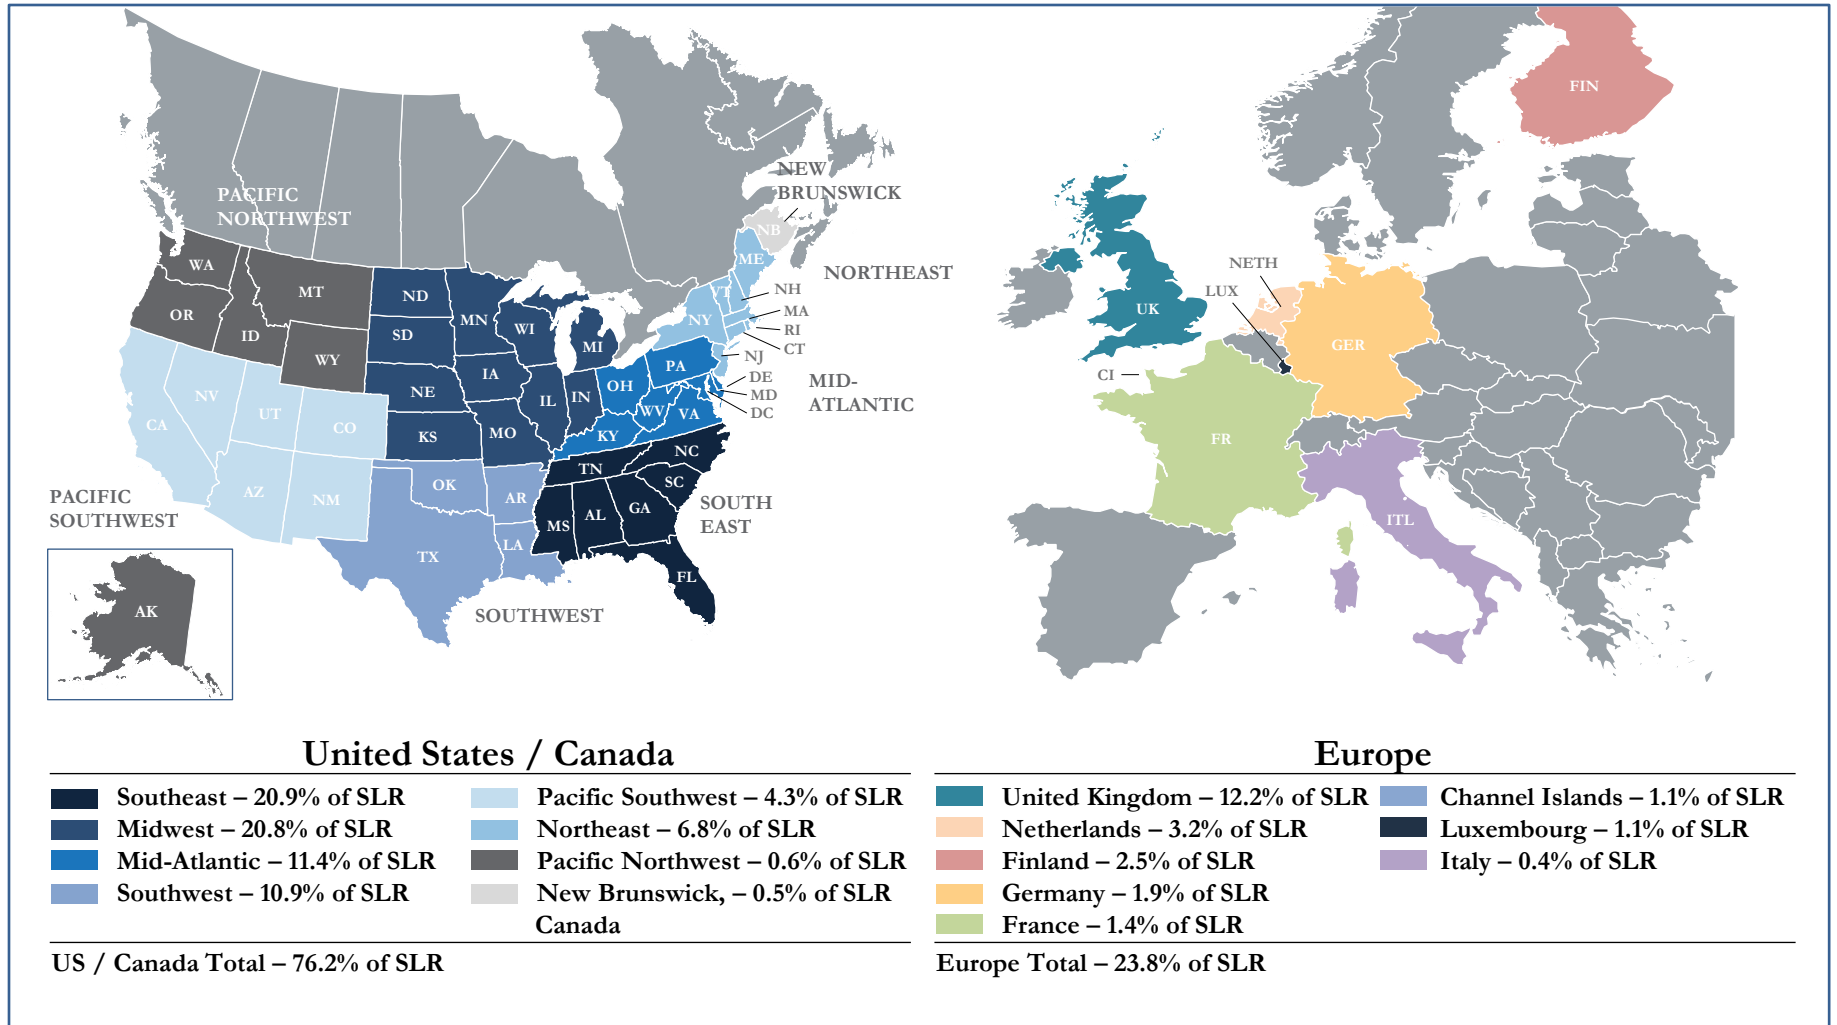 PACIFIC
NORTHWEST
NEW
BRUNSWICK
NB
NORTHEAST
WA
OR
ID
MT
WY
ND
SD
NE
KS
MN
IA
MO
WI
IL
IN
MI
OH
PA
WV
VA
KY
NY
VT
ME
NH
MA
RI
CT
NJ
DE
MD
DC
MID-
ATLANTIC
CA
NV
UT
CO
AZ
NM
PACIFIC
SOUTHWEST
OK
AR
TX
LA
SOUTHWEST
TN
NC
SC
MS
AL
GA
FL
SOUTH
EAST
AK
FIN
UK
NETH
LUX
GER
CI
FR
ITL
United States / Canada
Southeast – 20.9% of SLR
Midwest – 20.8% of SLR
Mid-Atlantic – 11.4% of SLR
Southwest – 10.9% of SLR
Pacific Southwest – 4.3% of SLR
Northeast – 6.8% of SLR
Pacific Northwest – 0.6% of SLR
New Brunswick, – 0.5% of SLR
Canada
US / Canada Total – 76.2% of SLR
Europe
United Kingdom – 12.2% of SLR
Netherlands – 3.2% of SLR
Finland – 2.5% of SLR
Germany – 1.9% of SLR
France – 1.4% of SLR
Channel Islands – 1.1% of SLR
Luxembourg – 1.1% of SLR
Italy – 0.4% of SLR
Europe Total – 23.8% of SLR